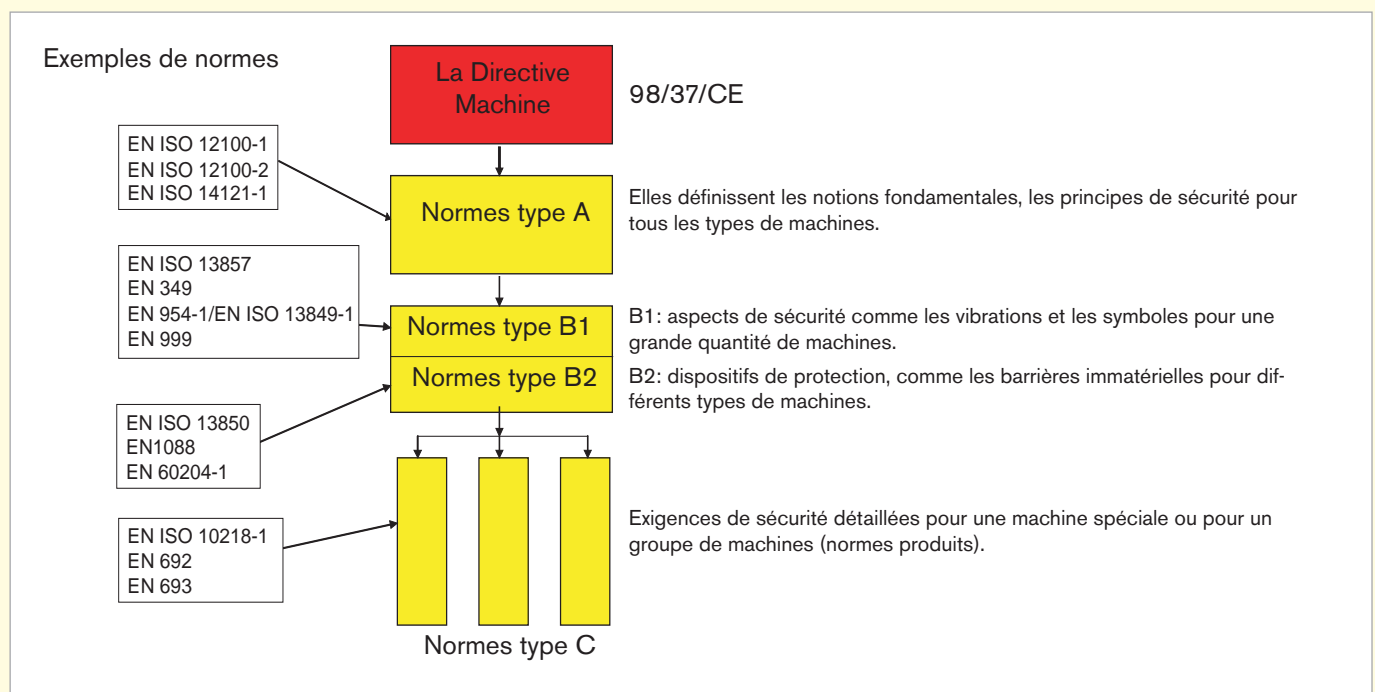 Exemples de normes
La Directive
Machine
98/37/CE
EN ISO 12100-1
EN ISO 12100-2
EN ISO 14121-1
Normes type A
Elles définissent les notions fondamentales, les principes de sécurité pour
tous les types de machines.
EN ISO 13857
EN 349
EN 954-1/EN ISO 13849-1
EN 999
Normes type B1
B1: aspects de sécurité comme les vibrations et les symboles pour une
grande quantité de machines.
Normes type B2
B2: dispositifs de protection, comme les barrières immatérielles pour dif-
férents types de machines.
EN ISO 13850
EN1088
EN 60204-1
EN ISO 10218-1
EN 692
EN 693
Exigences de sécurité détaillées pour une machine spéciale ou pour un
groupe de machines (normes produits).
Normes type C